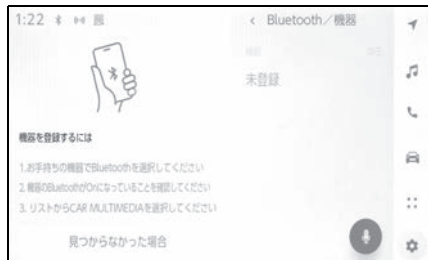 1:22
Bluetooth／機器
未登録
機器を登録するには
1.お手持ちの機器でBluetoothを選択してください
2.機器のBluetoothがOnになっていることを確認してください
3. リストからCAR MULTIMEDIAを選択してください
見つからなかった場合